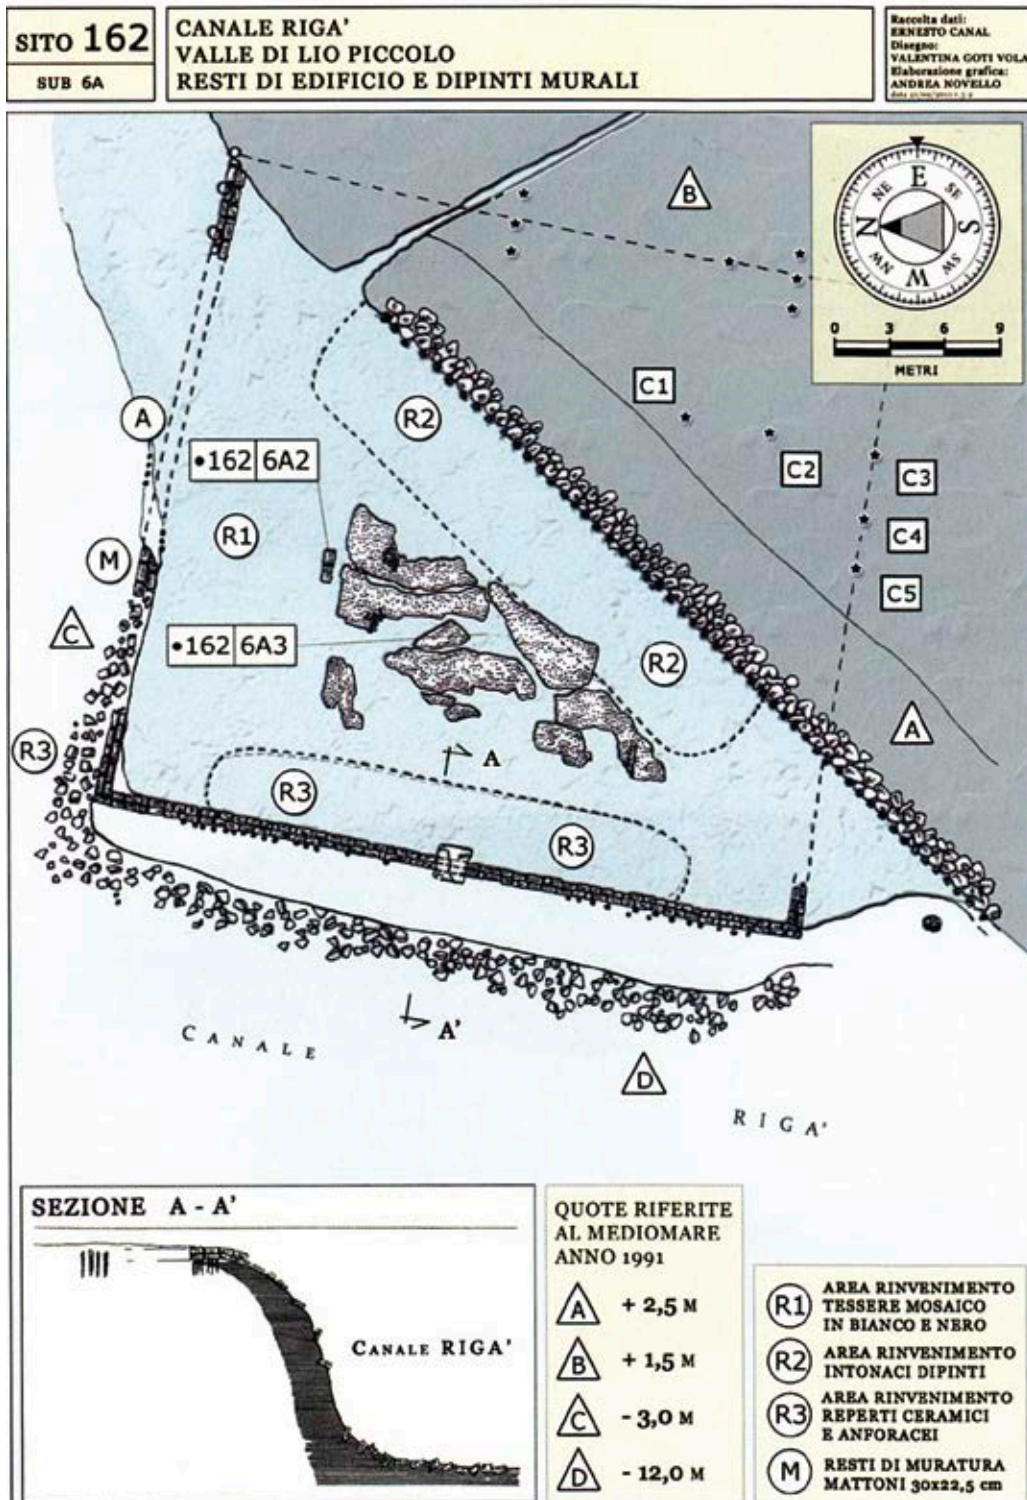 SITO 162
SUB 6A
CANALE RIGA'
VALLE DI LIO PICCOLO
RESTI DI EDIFICIO E DIPINTI MURALI
Raccolta dati:
ERNESTO CANAL
Disegno:
VALENTINA GOTI VOLA
Elaborazione grafica:
ANDREA NOVELLO
B
E
NE
SE
N
S
NW
SW
W
0 3 6 9
METRI
C1
R2
A
•162 6A2
C2
C3
R1
C4
M
C5
C
•162 6A3
R2
A
R3
A
R3
R3
A'
CANALE
D
RIGA'
SEZIONE A - A'
CANALE RIGA'
QUOTE RIFERITE
AL MEDIOMARE
ANNO 1991
A + 2,5 M
B + 1,5 M
C - 3,0 M
D - 12,0 M
R1 AREA RINVENIMENTO
TESSERE MOSAICO
IN BIANCO E NERO
R2 AREA RINVENIMENTO
INTONACI DIPINTI
R3 AREA RINVENIMENTO
REPERTI CERAMICI
E ANFORACEI
M RESTI DI MURATURA
MATTONI 30x22,5 cm